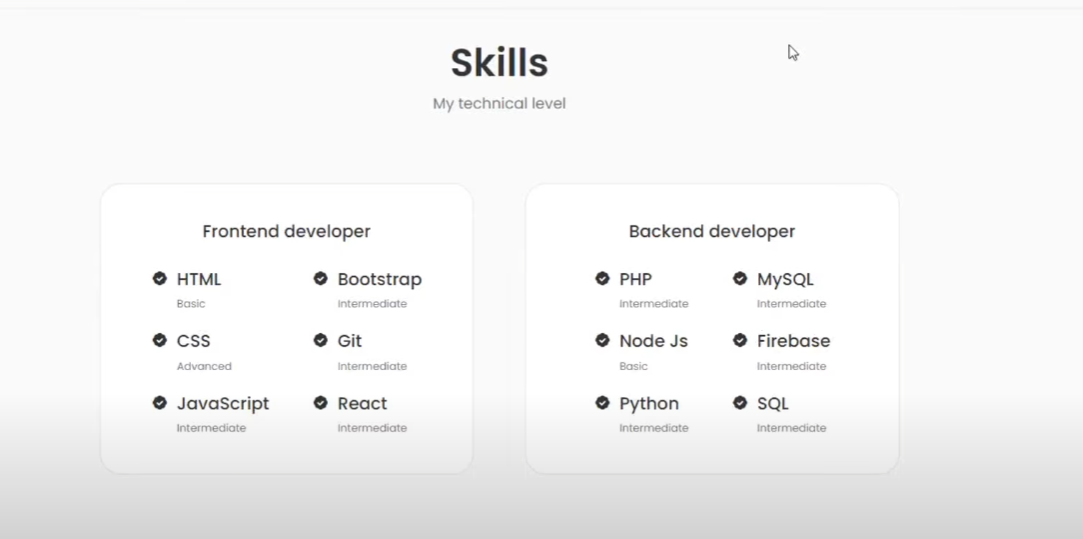 Skills
My technical level
Frontend developer
HTML
Basic
CSS
Advanced
JavaScript
Intermediate
Bootstrap
Intermediate
Git
Intermediate
React
Intermediate
Backend developer
PHP
Intermediate
Node Js
Basic
Python
Intermediate
MySQL
Intermediate
Firebase
Intermediate
SQL
Intermediate